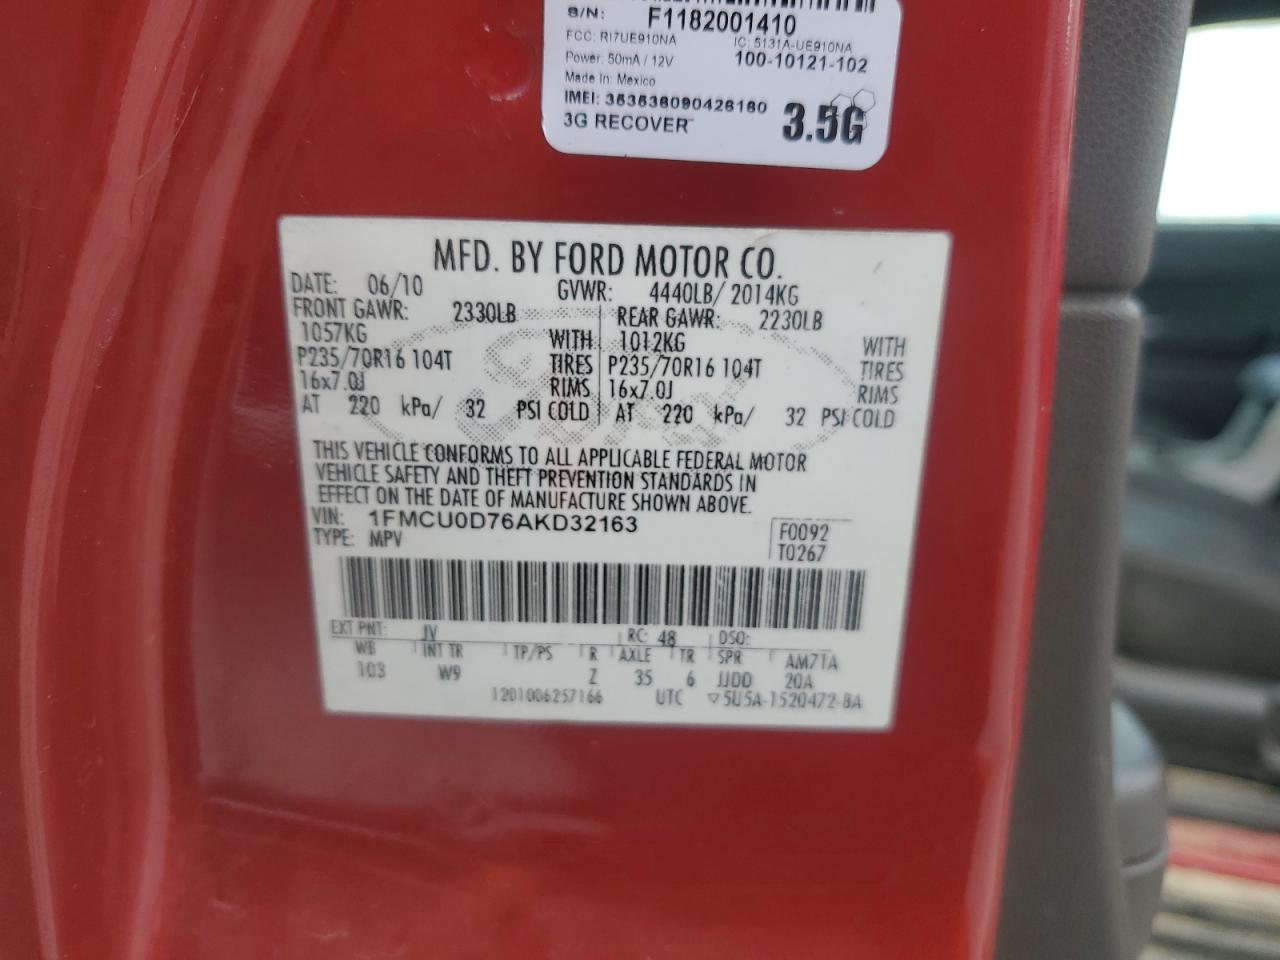 S/N: F1182001410
FCC: RI7UE910NA IC: 5131A-UE910NA
Power: 50mA / 12V 100-10121-102
Made In: Mexico
IMEI: 353538090426160
3G RECOVER 3.5G
MFD. BY FORD MOTOR CO.
DATE: 06/10 GVWR: 4440LB/ 2014KG
FRONT GAWR: 2330LB REAR GAWR: 2230LB
1057KG WITH 1012KG WITH
P235/70R16 104T TIRES P235/70R16 104T TIRES
16x7.0J RIMS 16x7.0J RIMS
AT 220 kPa/ 32 PSI COLD AT 220 kPa/ 32 PSI COLD
THIS VEHICLE CONFORMS TO ALL APPLICABLE FEDERAL MOTOR
VEHICLE SAFETY AND THEFT PREVENTION STANDARDS IN
EFFECT ON THE DATE OF MANUFACTURE SHOWN ABOVE.
VIN: 1FMCU0D76AKD32163 F0092
TYPE: MPV T0267
EXT PNT: JV RC: 48 DSO:
WB INT TR TP/PS R AXLE TR SPR AM71A
103 W9 Z 35 6 JJDD 20A
1201006257166 UTC ▽5U5A-1520472-BA